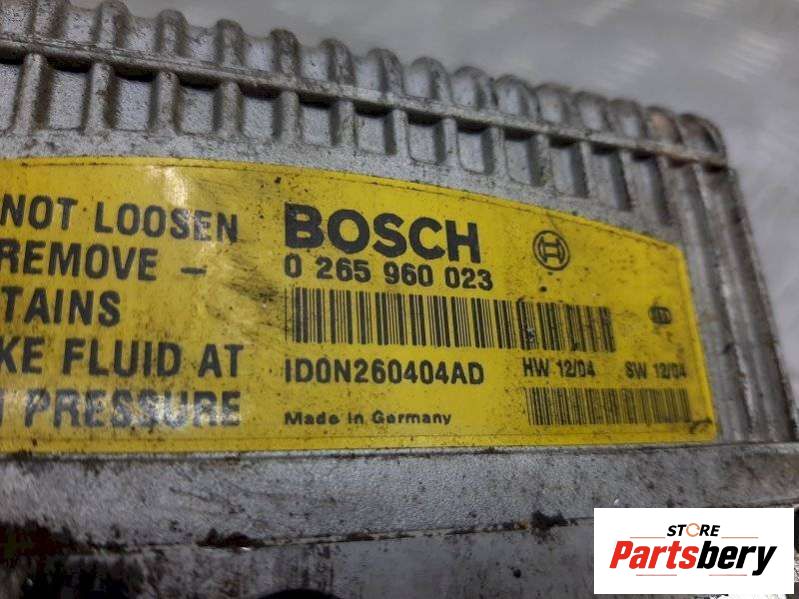 NOT LOOSEN
REMOVE –
TAINS
KE FLUID AT
PRESSURE
BOSCH
0 265 960 023
ID0N260404AD
HW 12/04 SW 12/04
Made in Germany
STORE
Partsbery